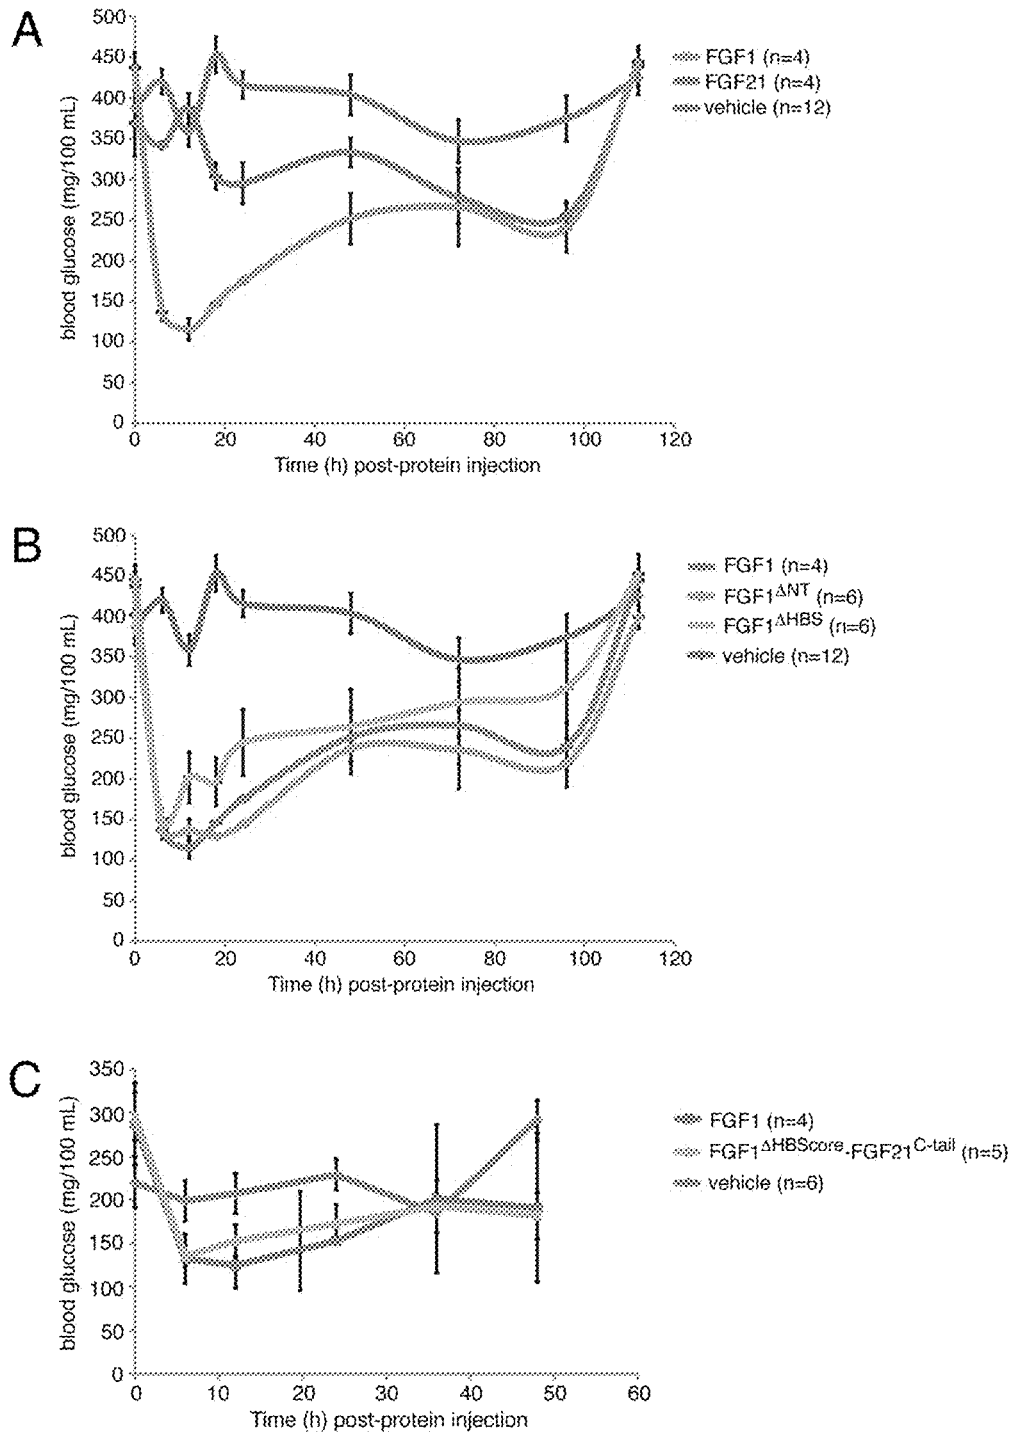 A
500
450
400
350
300
250
200
150
100
50
0
blood glucose (mg/100 mL)
0 20 40 60 80 100 120
Time (h) post-protein injection
FGF1 (n=4)
FGF21 (n=4)
vehicle (n=12)
B
500
450
400
350
300
250
200
150
100
50
0
blood glucose (mg/100 mL)
0 20 40 60 80 100 120
Time (h) post-protein injection
FGF1 (n=4)
FGF1ΔNT (n=6)
FGF1ΔHBS (n=6)
vehicle (n=12)
C
350
300
250
200
150
100
50
0
blood glucose (mg/100 mL)
0 10 20 30 40 50 60
Time (h) post-protein injection
FGF1 (n=4)
FGF1ΔHBScore-FGF21C-tail (n=5)
vehicle (n=6)